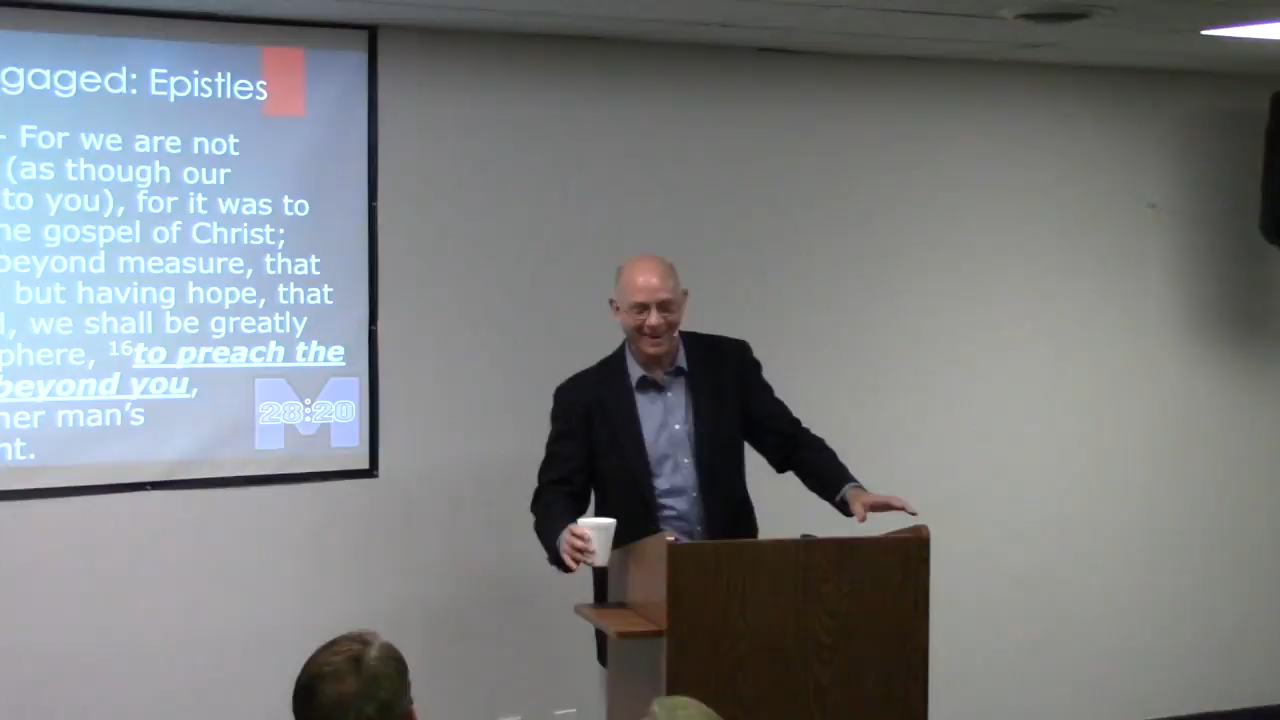 gaged: Epistles
- For we are not
(as though our
to you), for it was to
he gospel of Christ;
beyond measure, that
but having hope, that
, we shall be greatly
phere, 16to preach the
beyond you,
her man's
nt.
28:20